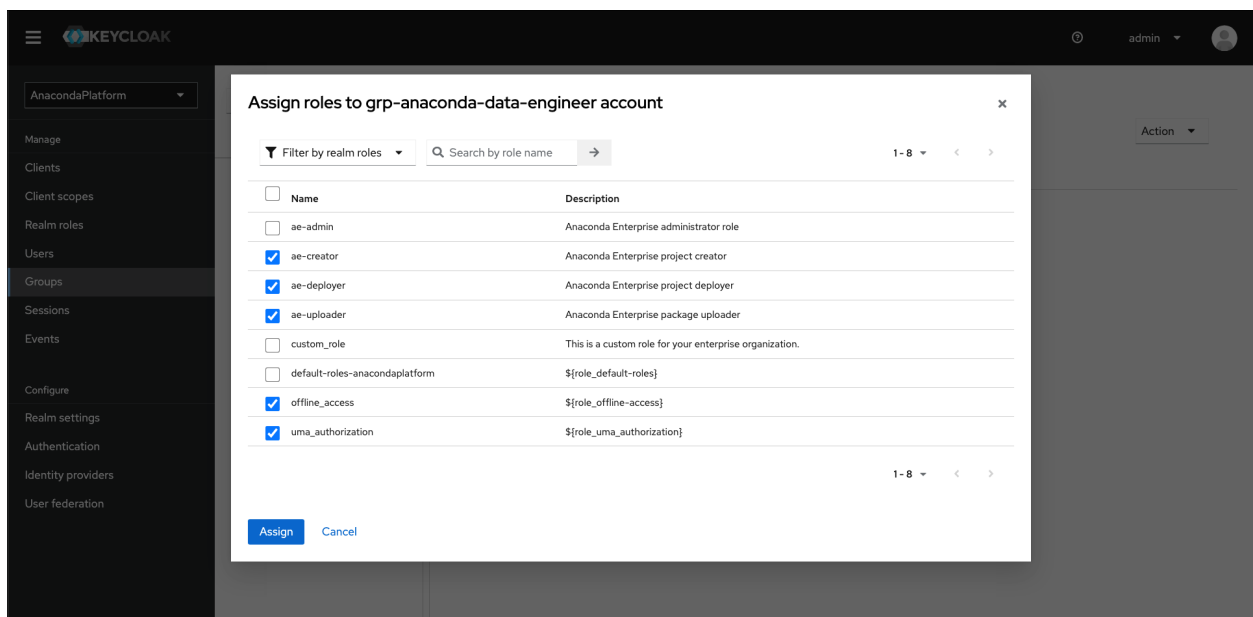 KEYCLOAK
admin
AnacondaPlatform
Manage
Clients
Client scopes
Realm roles
Users
Groups
Sessions
Events
Configure
Realm settings
Authentication
Identity providers
User federation
Action
Assign roles to grp-anaconda-data-engineer account
Filter by realm roles
Search by role name
1 - 8
Name Description
ae-admin Anaconda Enterprise administrator role
ae-creator Anaconda Enterprise project creator
ae-deployer Anaconda Enterprise project deployer
ae-uploader Anaconda Enterprise package uploader
custom_role This is a custom role for your enterprise organization.
default-roles-anacondaplatform ${role_default-roles}
offline_access ${role_offline-access}
uma_authorization ${role_uma_authorization}
1 - 8
Assign Cancel